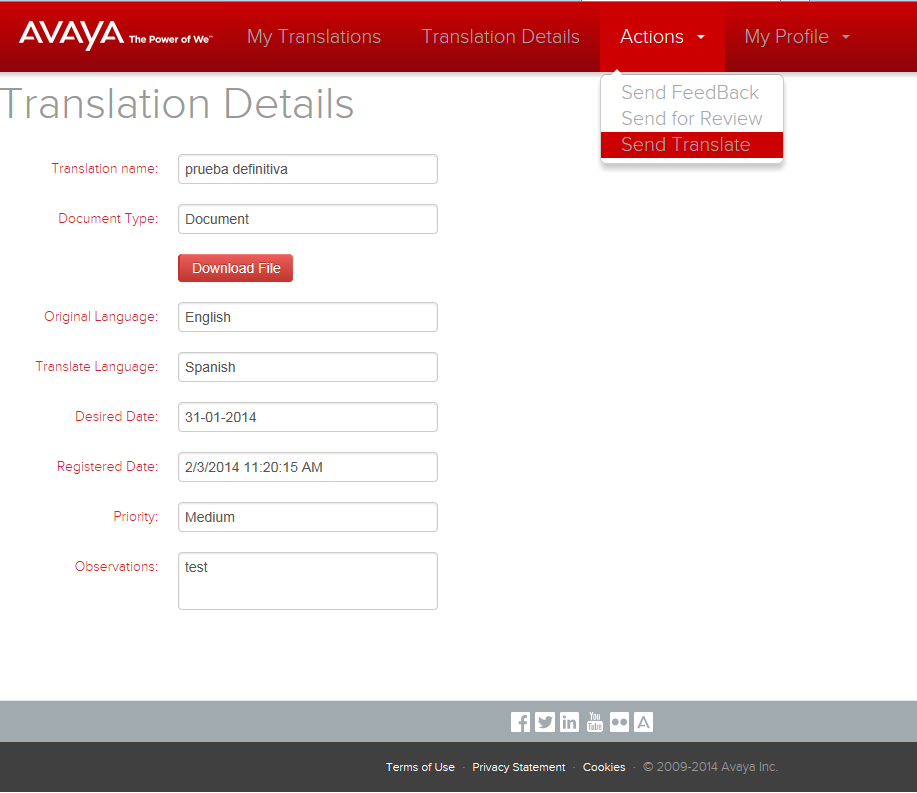 AVAYA The Power of We™ My Translations Translation Details Actions My Profile
Send FeedBack
Send for Review
Send Translate
Translation Details
Translation name: prueba definitiva
Document Type: Document
Download File
Original Language: English
Translate Language: Spanish
Desired Date: 31-01-2014
Registered Date: 2/3/2014 11:20:15 AM
Priority: Medium
Observations: test
f in You Tube A
Terms of Use · Privacy Statement · Cookies · © 2009-2014 Avaya Inc.